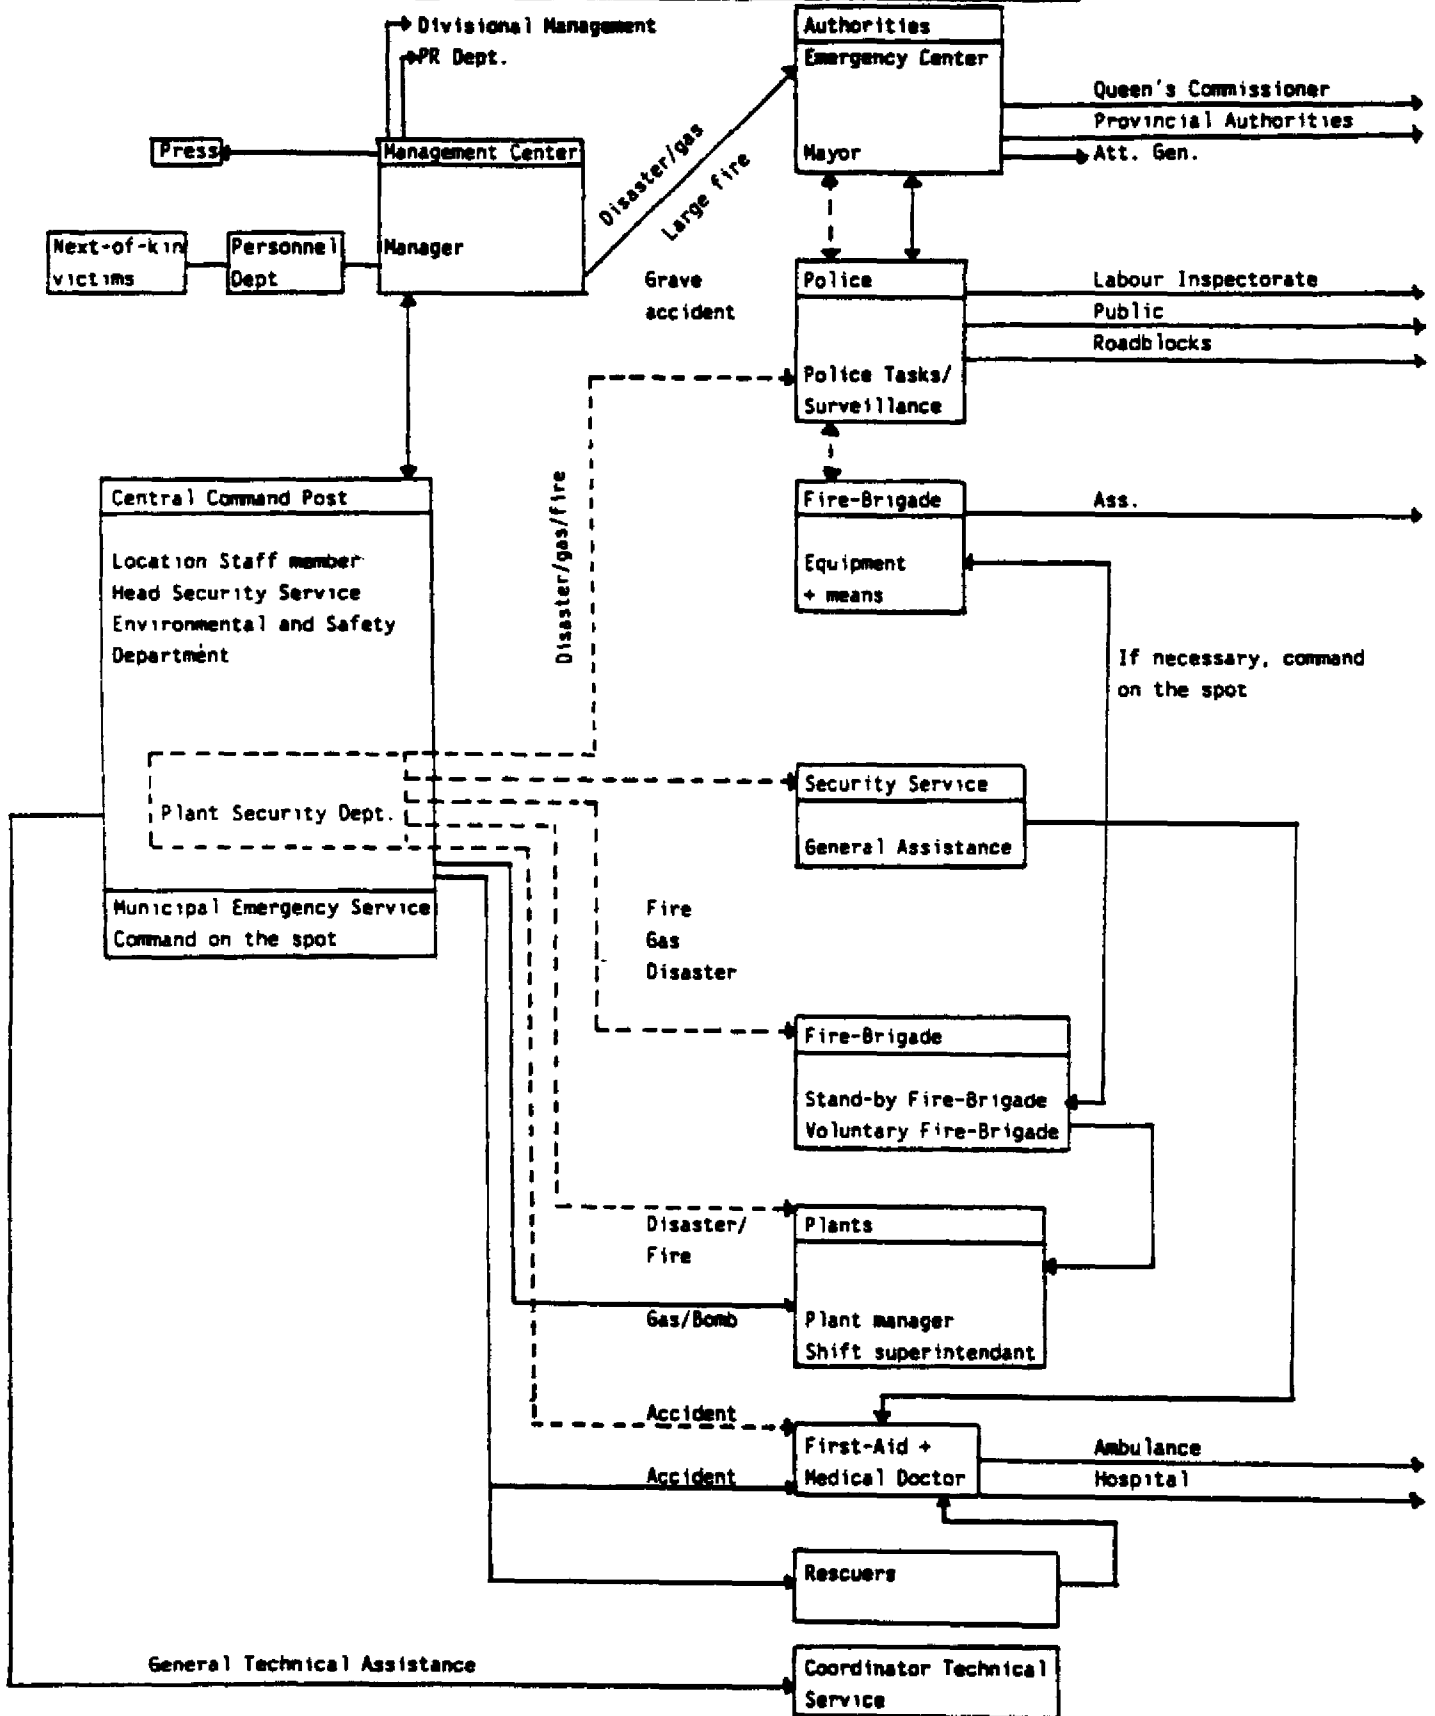 Divisional Management
PR Dept.
Press
Management Center
Manager
Next-of-kin
victims
Personnel
Dept
Disaster/gas
Large fire
Grave
accident
Authorities
Emergency Center
Mayor
Queen's Commissioner
Provincial Authorities
Att. Gen.
Police
Police Tasks/
Surveillance
Labour Inspectorate
Public
Roadblocks
Central Command Post
Location Staff member
Head Security Service
Environmental and Safety
Department
Plant Security Dept.
Municipal Emergency Service
Command on the spot
Disaster/gas/fire
Fire-Brigade
Equipment
+ means
Ass.
If necessary, command
on the spot
Security Service
General Assistance
Fire
Gas
Disaster
Fire-Brigade
Stand-by Fire-Brigade
Voluntary Fire-Brigade
Disaster/
Fire
Plants
Plant manager
Shift superintendant
Gas/Bomb
Accident
Accident
First-Aid +
Medical Doctor
Ambulance
Hospital
Rescuers
General Technical Assistance
Coordinator Technical
Service